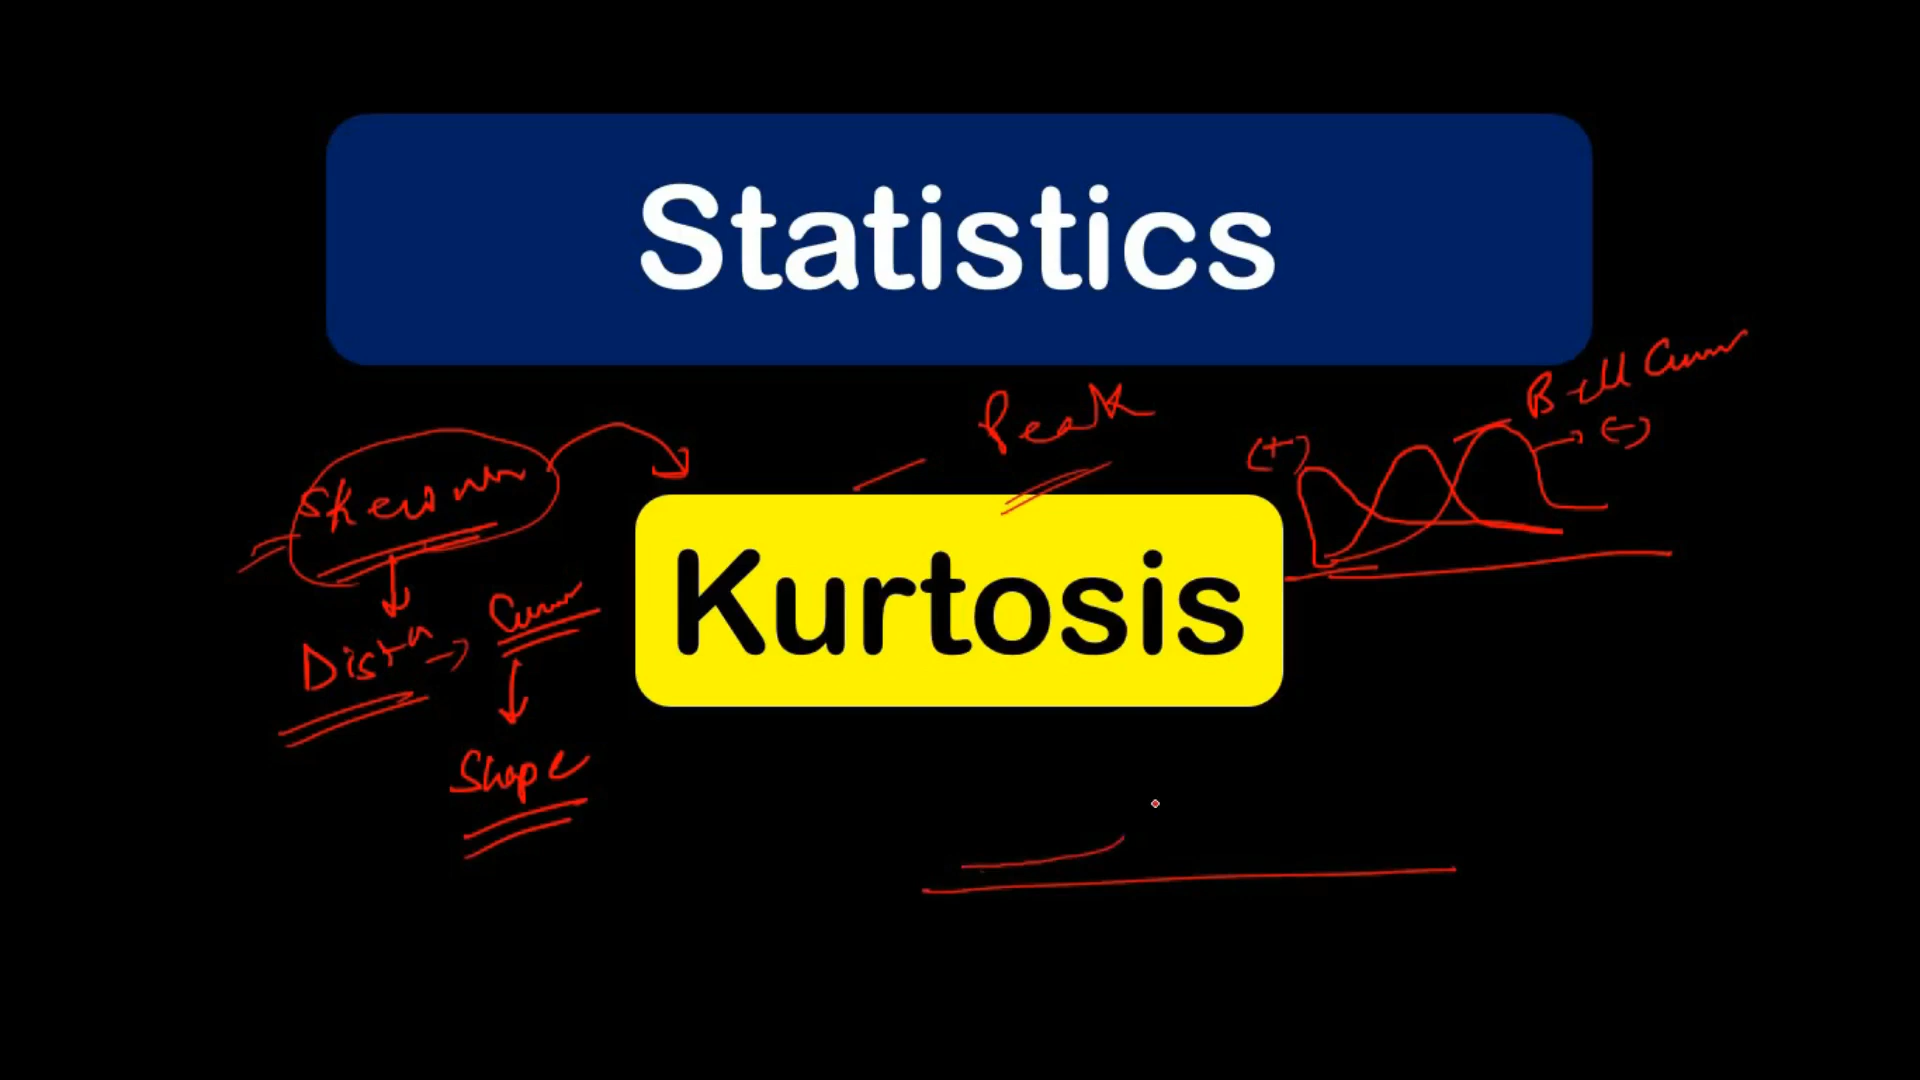 Statistics
Bell Curve
Peak
(+)
(-)
Skewness
Kurtosis
Curve
Distn
Shape